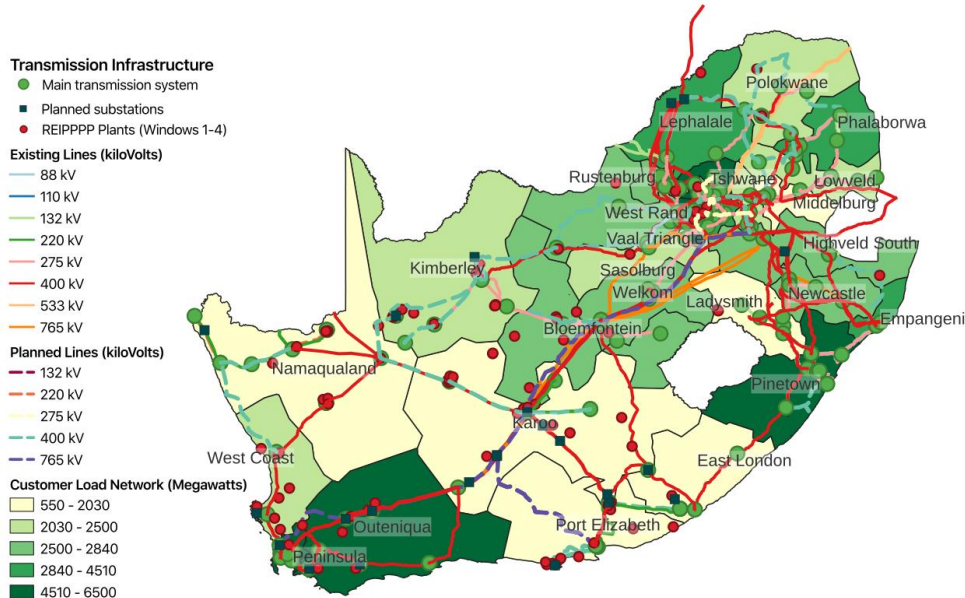 Transmission Infrastructure
Main transmission system
Planned substations
REIPPPP Plants (Windows 1-4)
Existing Lines (kiloVolts)
88 kV
110 kV
132 kV
220 kV
275 kV
400 kV
533 kV
765 kV
Planned Lines (kiloVolts)
132 kV
220 kV
275 kV
400 kV
765 kV
Customer Load Network (Megawatts)
550 - 2030
2030 - 2500
2500 - 2840
2840 - 4510
4510 - 6500
Polokwane
Lephalale
Phalaborwa
Rustenburg
Tshwane
Lowveld
Middelburg
West Rand
Vaal Triangle
Highveld South
Kimberley
Sasolburg
Welkom
Ladysmith
Newcastle
Empangeni
Bloemfontein
Namaqualand
Pinetown
Karoo
West Coast
East London
Outeniqua
Port Elizabeth
Peninsula